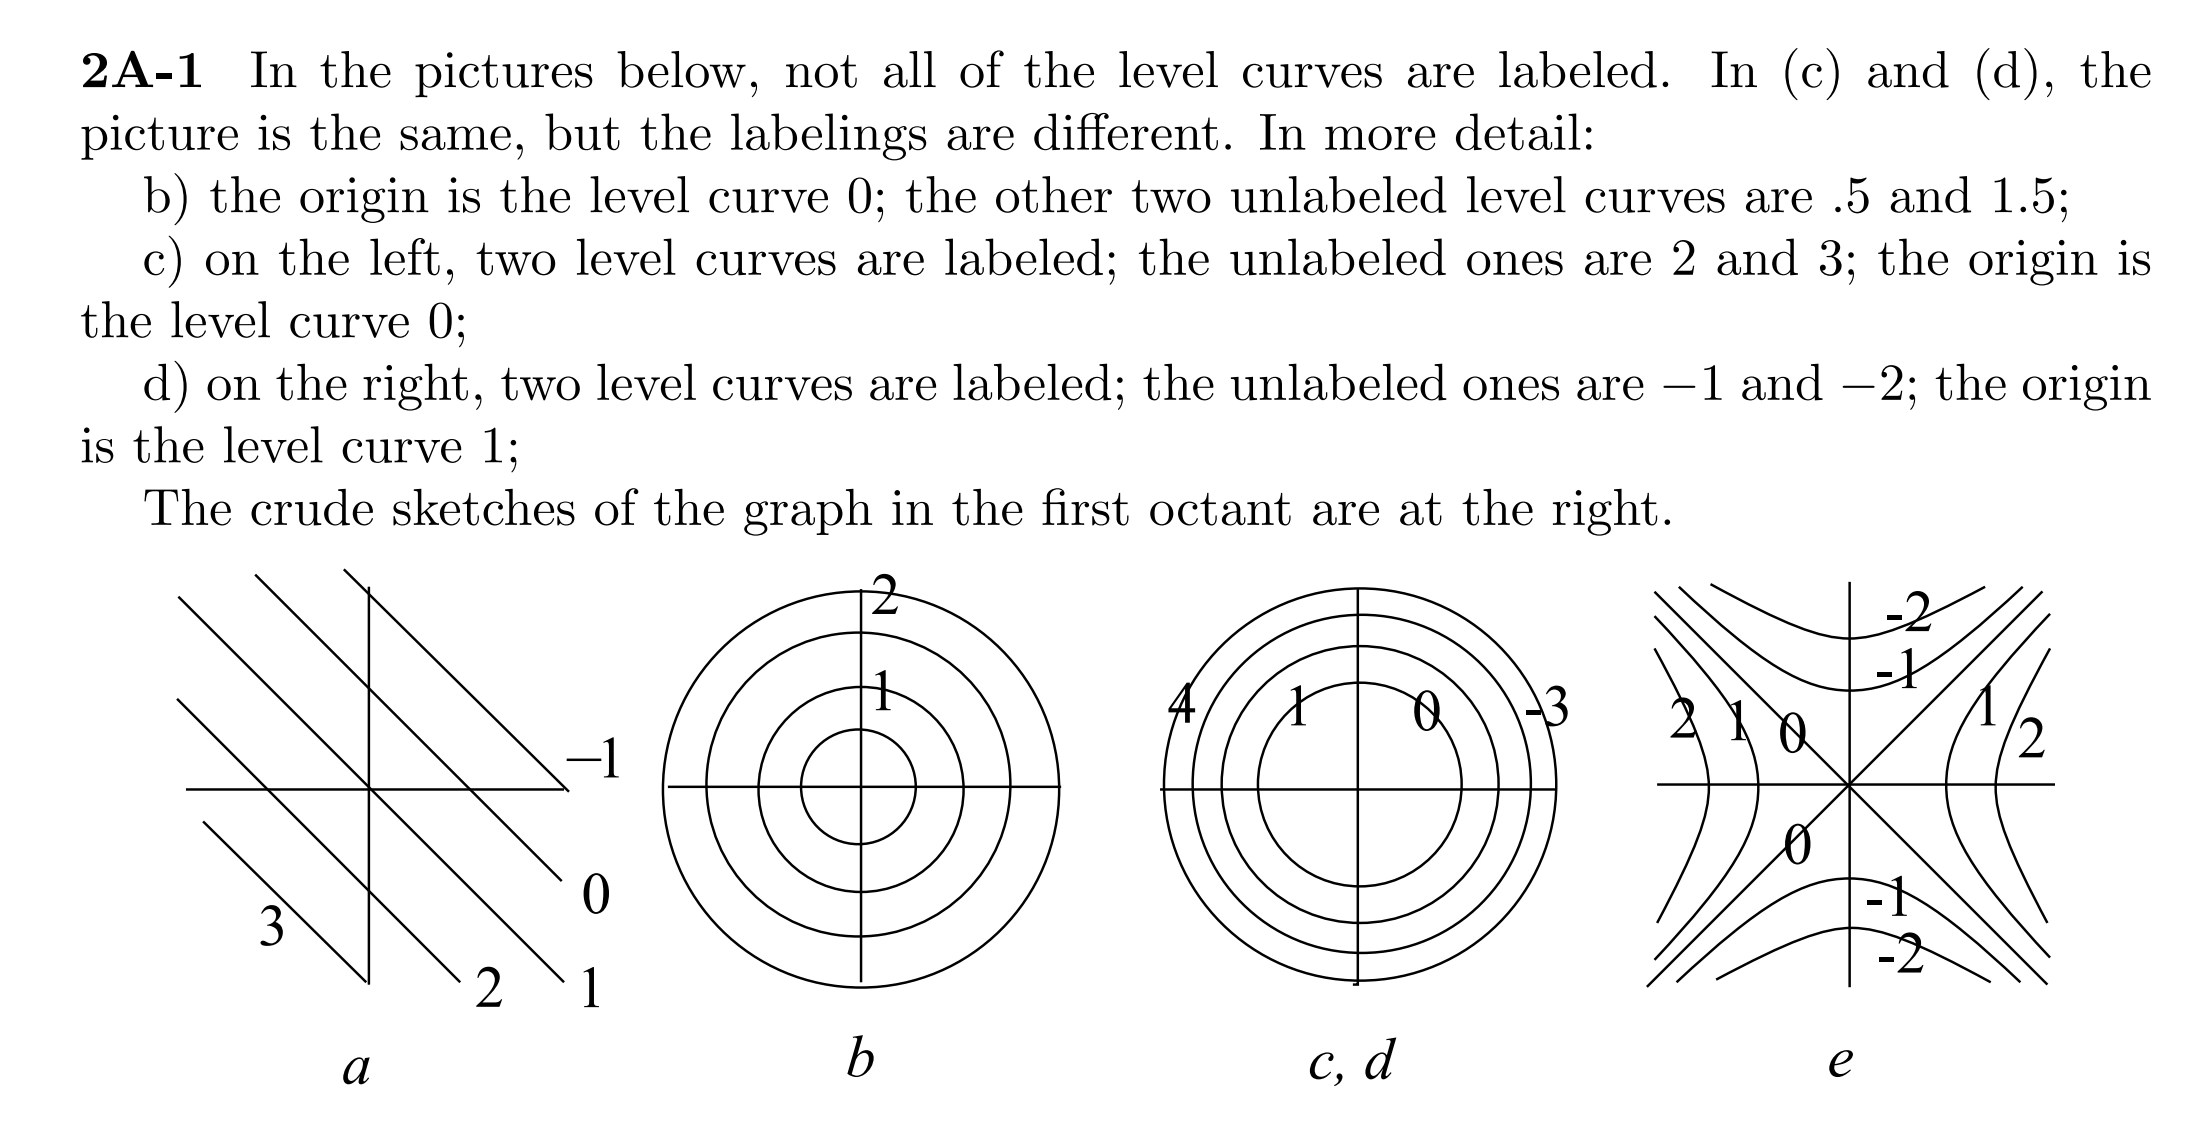 2A-1 In the pictures below, not all of the level curves are labeled. In (c) and (d), the
picture is the same, but the labelings are different. In more detail:
b) the origin is the level curve 0; the other two unlabeled level curves are .5 and 1.5;
c) on the left, two level curves are labeled; the unlabeled ones are 2 and 3; the origin is
the level curve 0;
d) on the right, two level curves are labeled; the unlabeled ones are −1 and −2; the origin
is the level curve 1;
The crude sketches of the graph in the first octant are at the right.
−1
0
1
2
3
a
2
1
b
4 1 0 -3
c, d
-2
-1
2 1 0 1 2
0
-1
-2
e